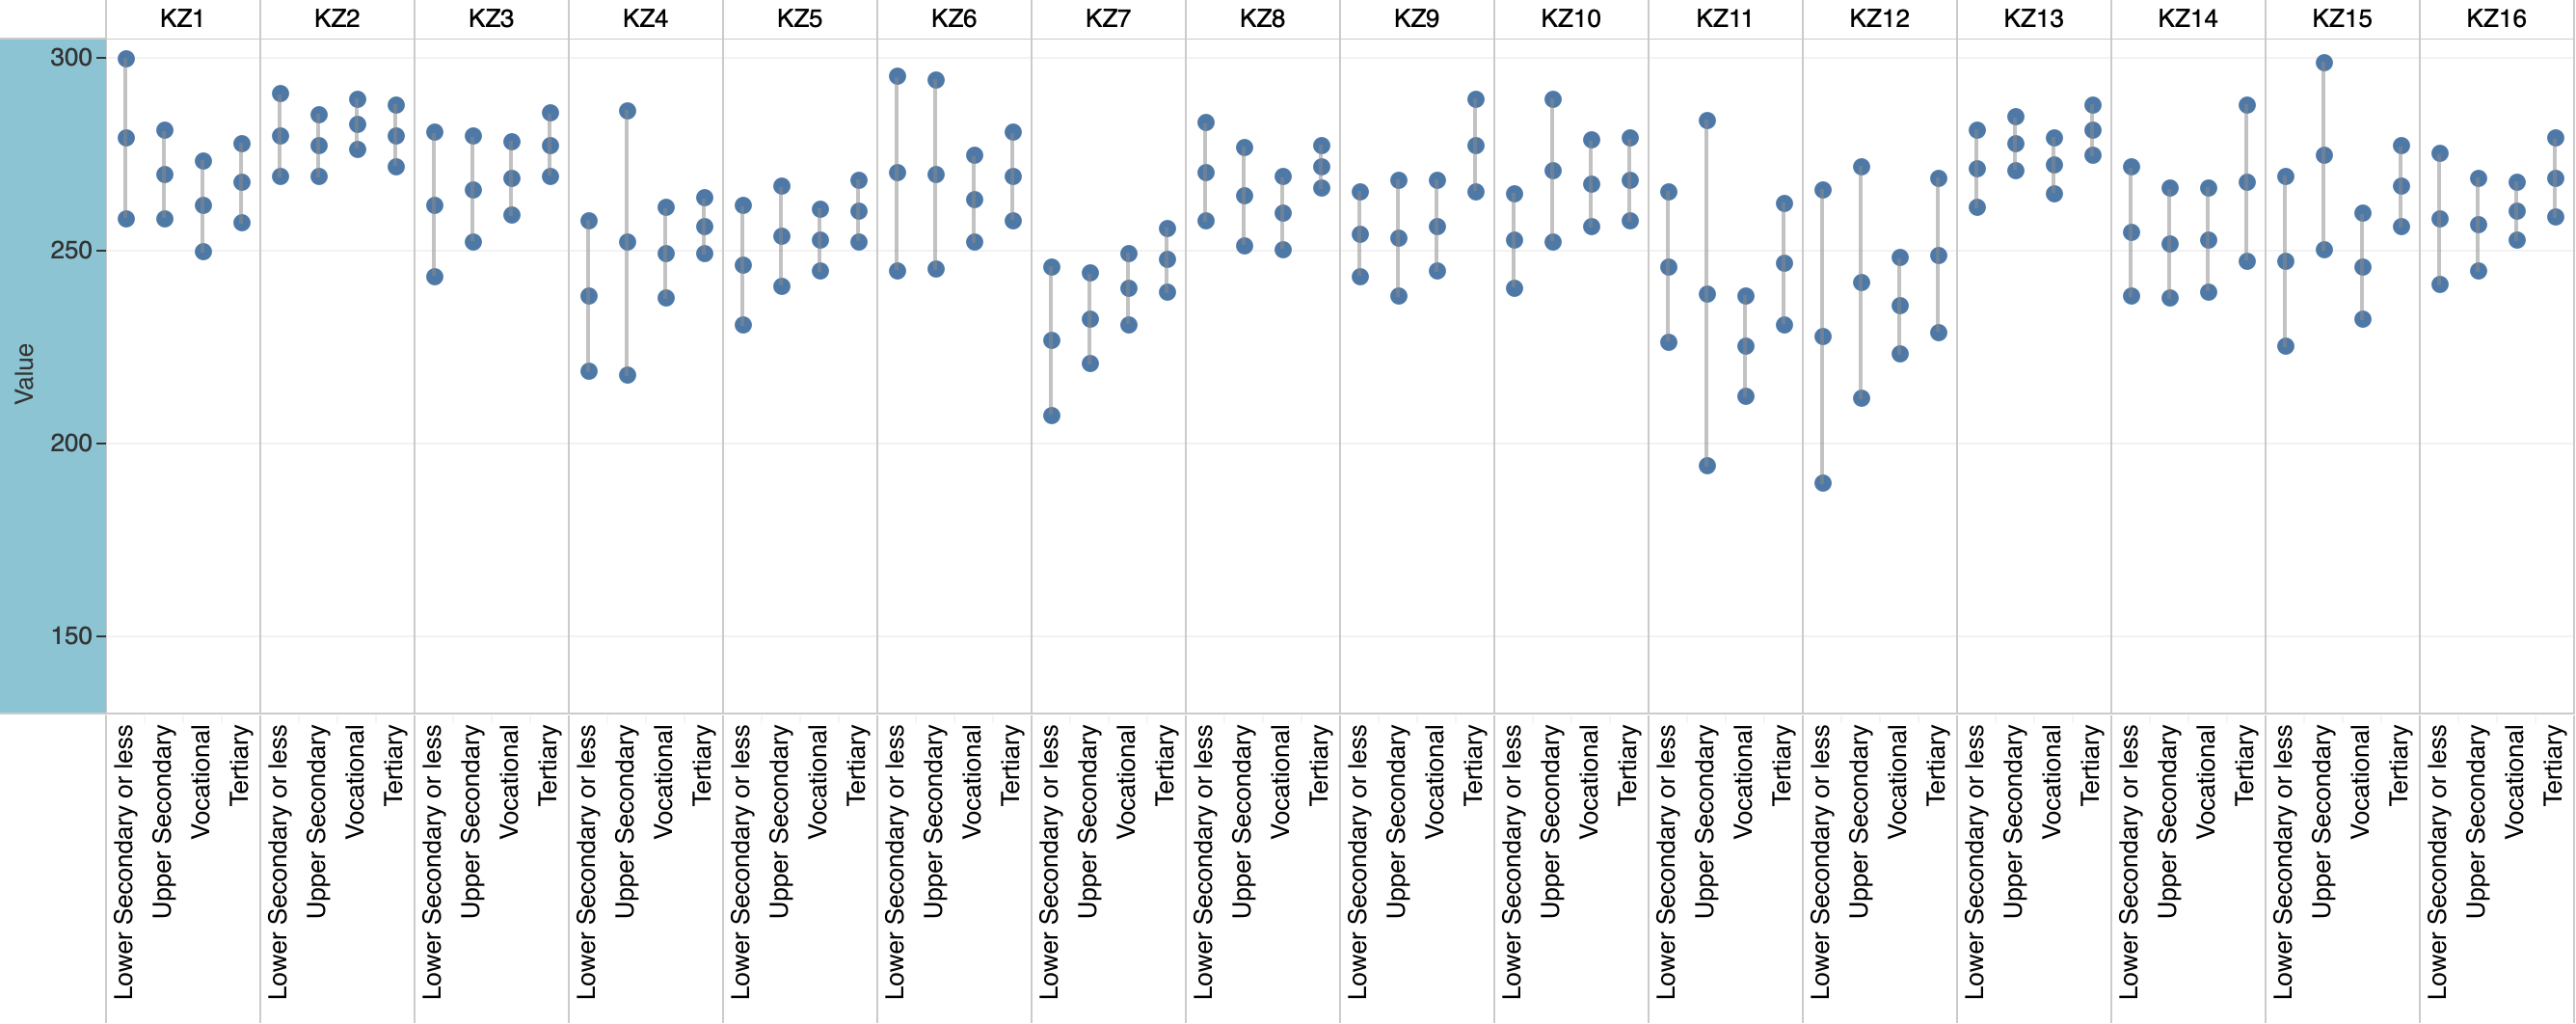 KZ1 KZ2 KZ3 KZ4 KZ5 KZ6 KZ7 KZ8 KZ9 KZ10 KZ11 KZ12 KZ13 KZ14 KZ15 KZ16
300
250
200
150
Value
Lower Secondary or less
Upper Secondary
Vocational
Tertiary
Lower Secondary or less
Upper Secondary
Vocational
Tertiary
Lower Secondary or less
Upper Secondary
Vocational
Tertiary
Lower Secondary or less
Upper Secondary
Vocational
Tertiary
Lower Secondary or less
Upper Secondary
Vocational
Tertiary
Lower Secondary or less
Upper Secondary
Vocational
Tertiary
Lower Secondary or less
Upper Secondary
Vocational
Tertiary
Lower Secondary or less
Upper Secondary
Vocational
Tertiary
Lower Secondary or less
Upper Secondary
Vocational
Tertiary
Lower Secondary or less
Upper Secondary
Vocational
Tertiary
Lower Secondary or less
Upper Secondary
Vocational
Tertiary
Lower Secondary or less
Upper Secondary
Vocational
Tertiary
Lower Secondary or less
Upper Secondary
Vocational
Tertiary
Lower Secondary or less
Upper Secondary
Vocational
Tertiary
Lower Secondary or less
Upper Secondary
Vocational
Tertiary
Lower Secondary or less
Upper Secondary
Vocational
Tertiary